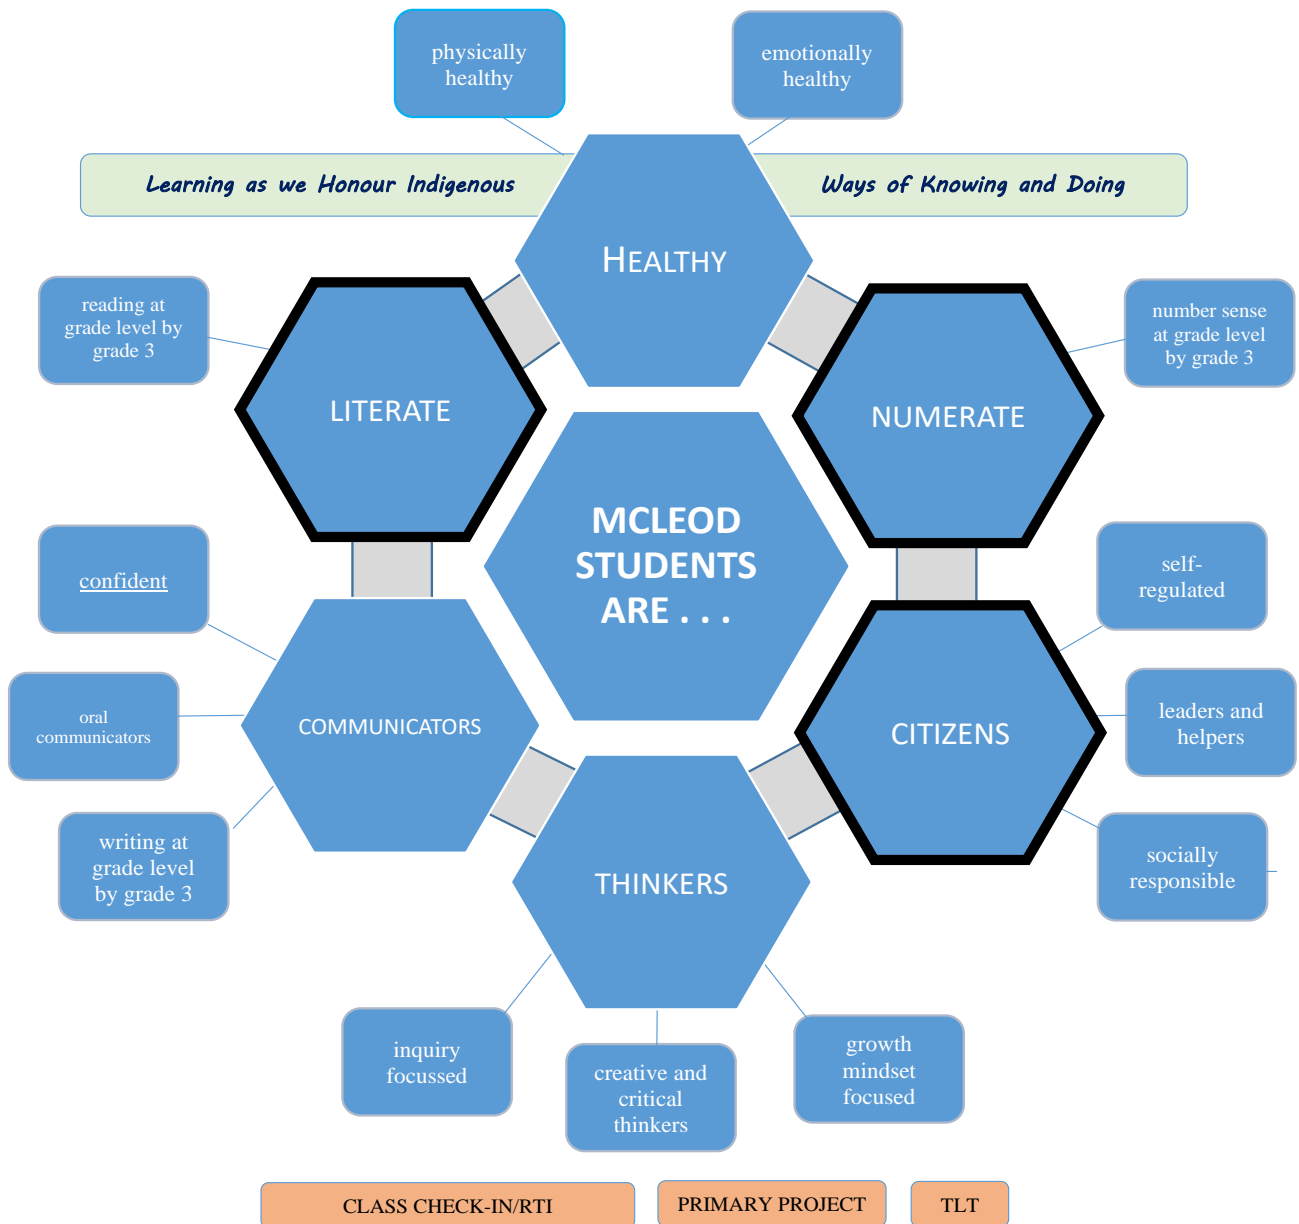 physically
healthy
emotionally
healthy
Learning as we Honour Indigenous
Ways of Knowing and Doing
HEALTHY
reading at
grade level by
grade 3
LITERATE
NUMERATE
number sense
at grade level
by grade 3
MCLEOD
STUDENTS
ARE . . .
confident
self-
regulated
oral
communicators
COMMUNICATORS
CITIZENS
leaders and
helpers
writing at
grade level
by grade 3
THINKERS
socially
responsible
inquiry
focussed
creative and
critical
thinkers
growth
mindset
focused
CLASS CHECK-IN/RTI
PRIMARY PROJECT
TLT